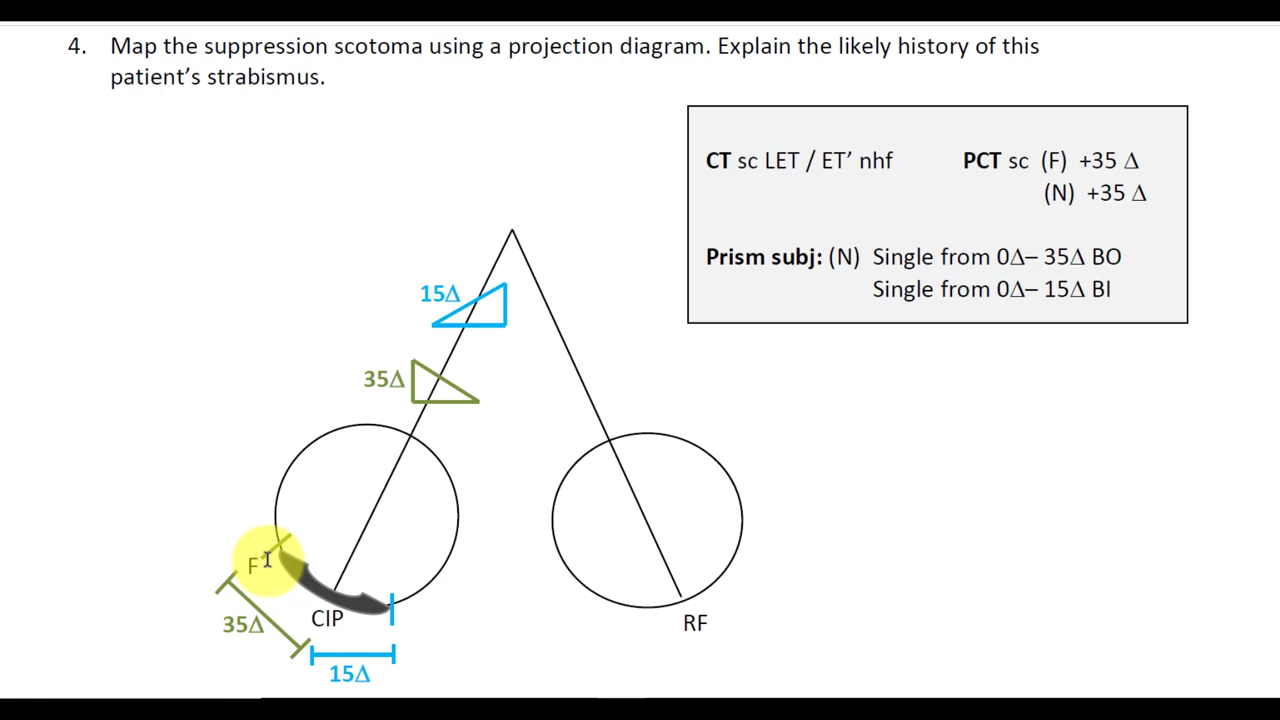 4. Map the suppression scotoma using a projection diagram. Explain the likely history of this
patient's strabismus.
CT sc LET / ET' nhf PCT sc (F) +35 Δ
(N) +35 Δ
Prism subj: (N) Single from 0Δ– 35Δ BO
Single from 0Δ– 15Δ BI
15Δ
35Δ
F
CIP
RF
35Δ
15Δ